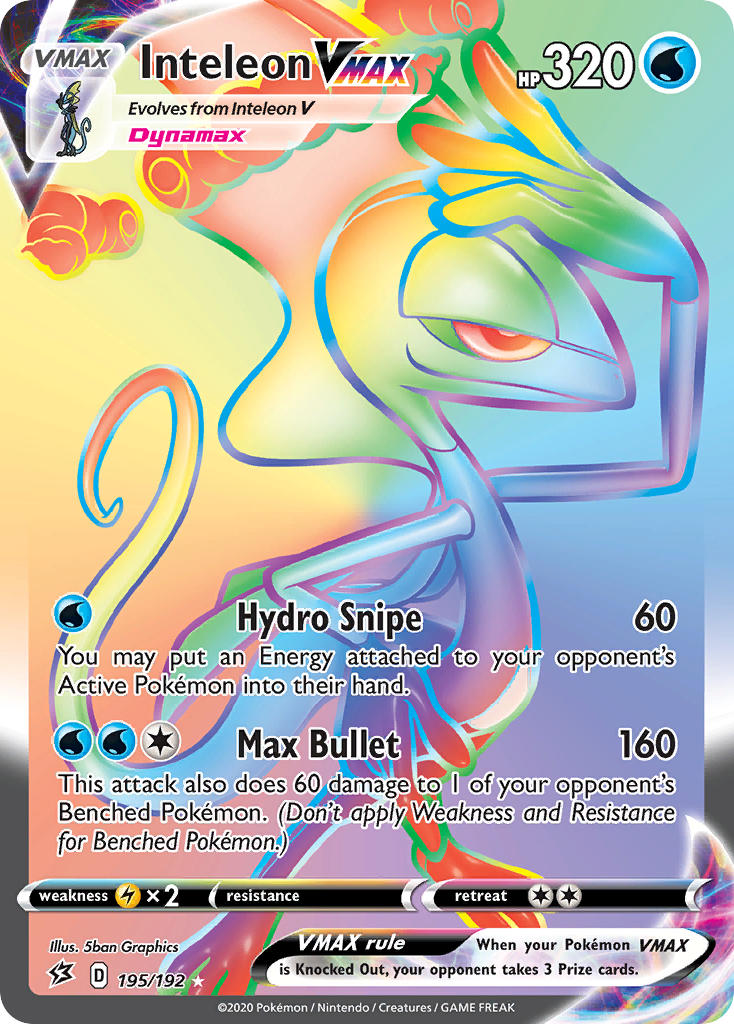 VMAX
Inteleon VMAX
HP 320
Evolves from Inteleon V
Dynamax
Hydro Snipe 60
You may put an Energy attached to your opponent's
Active Pokémon into their hand.
Max Bullet 160
This attack also does 60 damage to 1 of your opponent's
Benched Pokémon. (Don't apply Weakness and Resistance
for Benched Pokémon.)
weakness ×2 resistance retreat
Illus. 5ban Graphics
VMAX rule When your Pokémon VMAX
is Knocked Out, your opponent takes 3 Prize cards.
D 195/192
©2020 Pokémon / Nintendo / Creatures / GAME FREAK